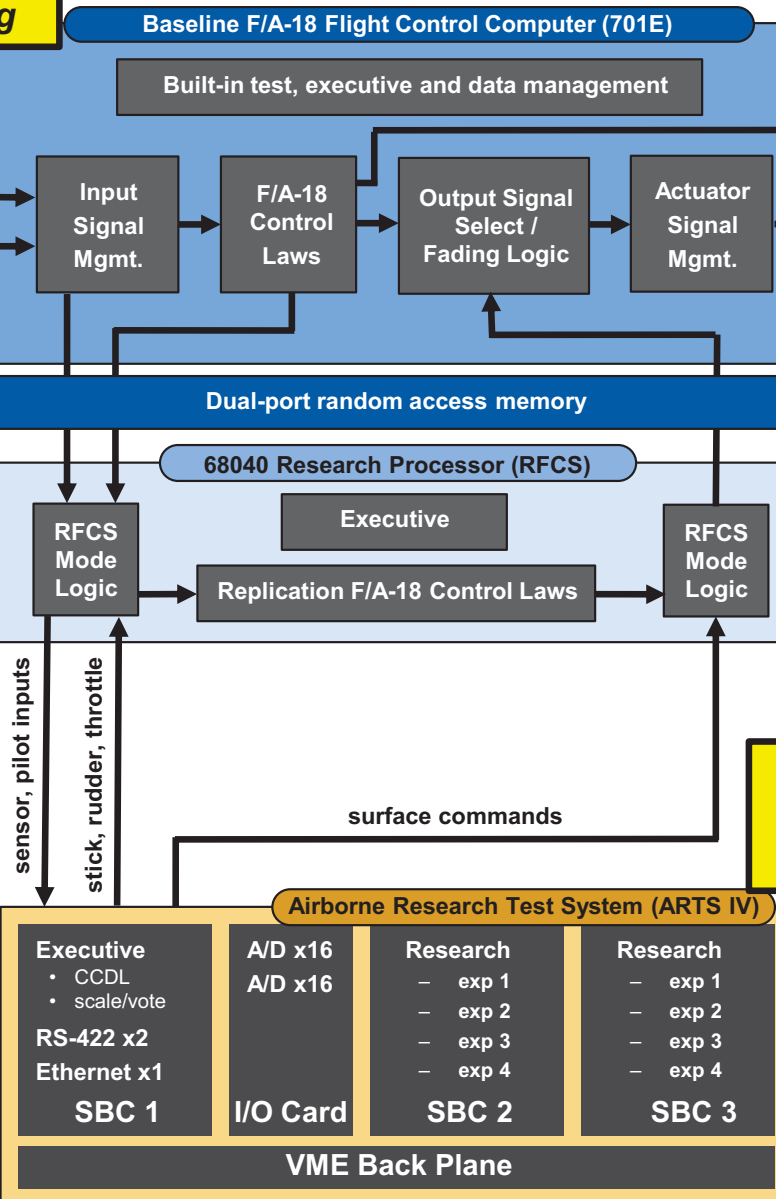 g
Baseline F/A-18 Flight Control Computer (701E)
Built-in test, executive and data management
Input
Signal
Mgmt.
F/A-18
Control
Laws
Output Signal
Select /
Fading Logic
Actuator
Signal
Mgmt.
Dual-port random access memory
68040 Research Processor (RFCS)
RFCS
Mode
Logic
Executive
Replication F/A-18 Control Laws
RFCS
Mode
Logic
sensor, pilot inputs
stick, rudder, throttle
surface commands
Airborne Research Test System (ARTS IV)
Executive
• CCDL
• scale/vote
RS-422 x2
Ethernet x1
SBC 1
A/D x16
A/D x16
I/O Card
Research
– exp 1
– exp 2
– exp 3
– exp 4
SBC 2
Research
– exp 1
– exp 2
– exp 3
– exp 4
SBC 3
VME Back Plane